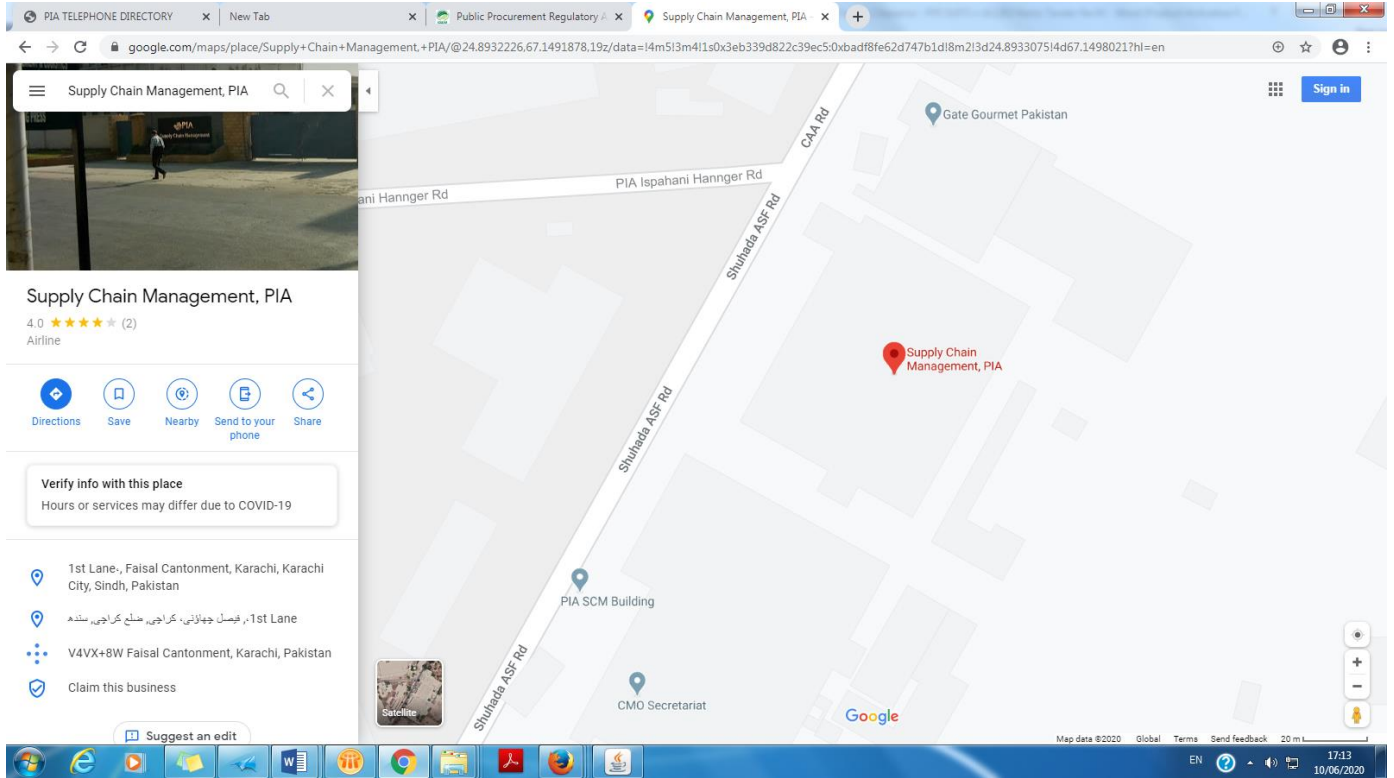 PIA TELEPHONE DIRECTORY
New Tab
Public Procurement Regulatory A
Supply Chain Management, PIA -
google.com/maps/place/Supply+Chain+Management,+PIA/@24.8932226,67.1491878,19z/data=!4m5!3m4!1s0x3eb339d822c39ec5:0xbadf8fe62d747b1d!8m2!3d24.8933075!4d67.1498021?hl=en
Supply Chain Management, PIA
PIA
Supply Chain Management
Supply Chain Management, PIA
4.0 ★★★★★ (2)
Airline
Directions
Save
Nearby
Send to your
phone
Share
Verify info with this place
Hours or services may differ due to COVID-19
1st Lane-, Faisal Cantonment, Karachi, Karachi
City, Sindh, Pakistan
1st Lane، فیصل چھاؤنی، کراچی, ضلع کراچی, سندھ
V4VX+8W Faisal Cantonment, Karachi, Pakistan
Claim this business
Suggest an edit
Sign in
Gate Gourmet Pakistan
CAA Rd
PIA Ispahani Hannger Rd
ani Hannger Rd
Shuhada ASF Rd
Supply Chain
Management, PIA
Shuhada ASF Rd
PIA SCM Building
Shuhada ASF Rd
CMO Secretariat
Satellite
Google
Map data ©2020 Global Terms Send feedback 20 m
EN
17:13
10/06/2020